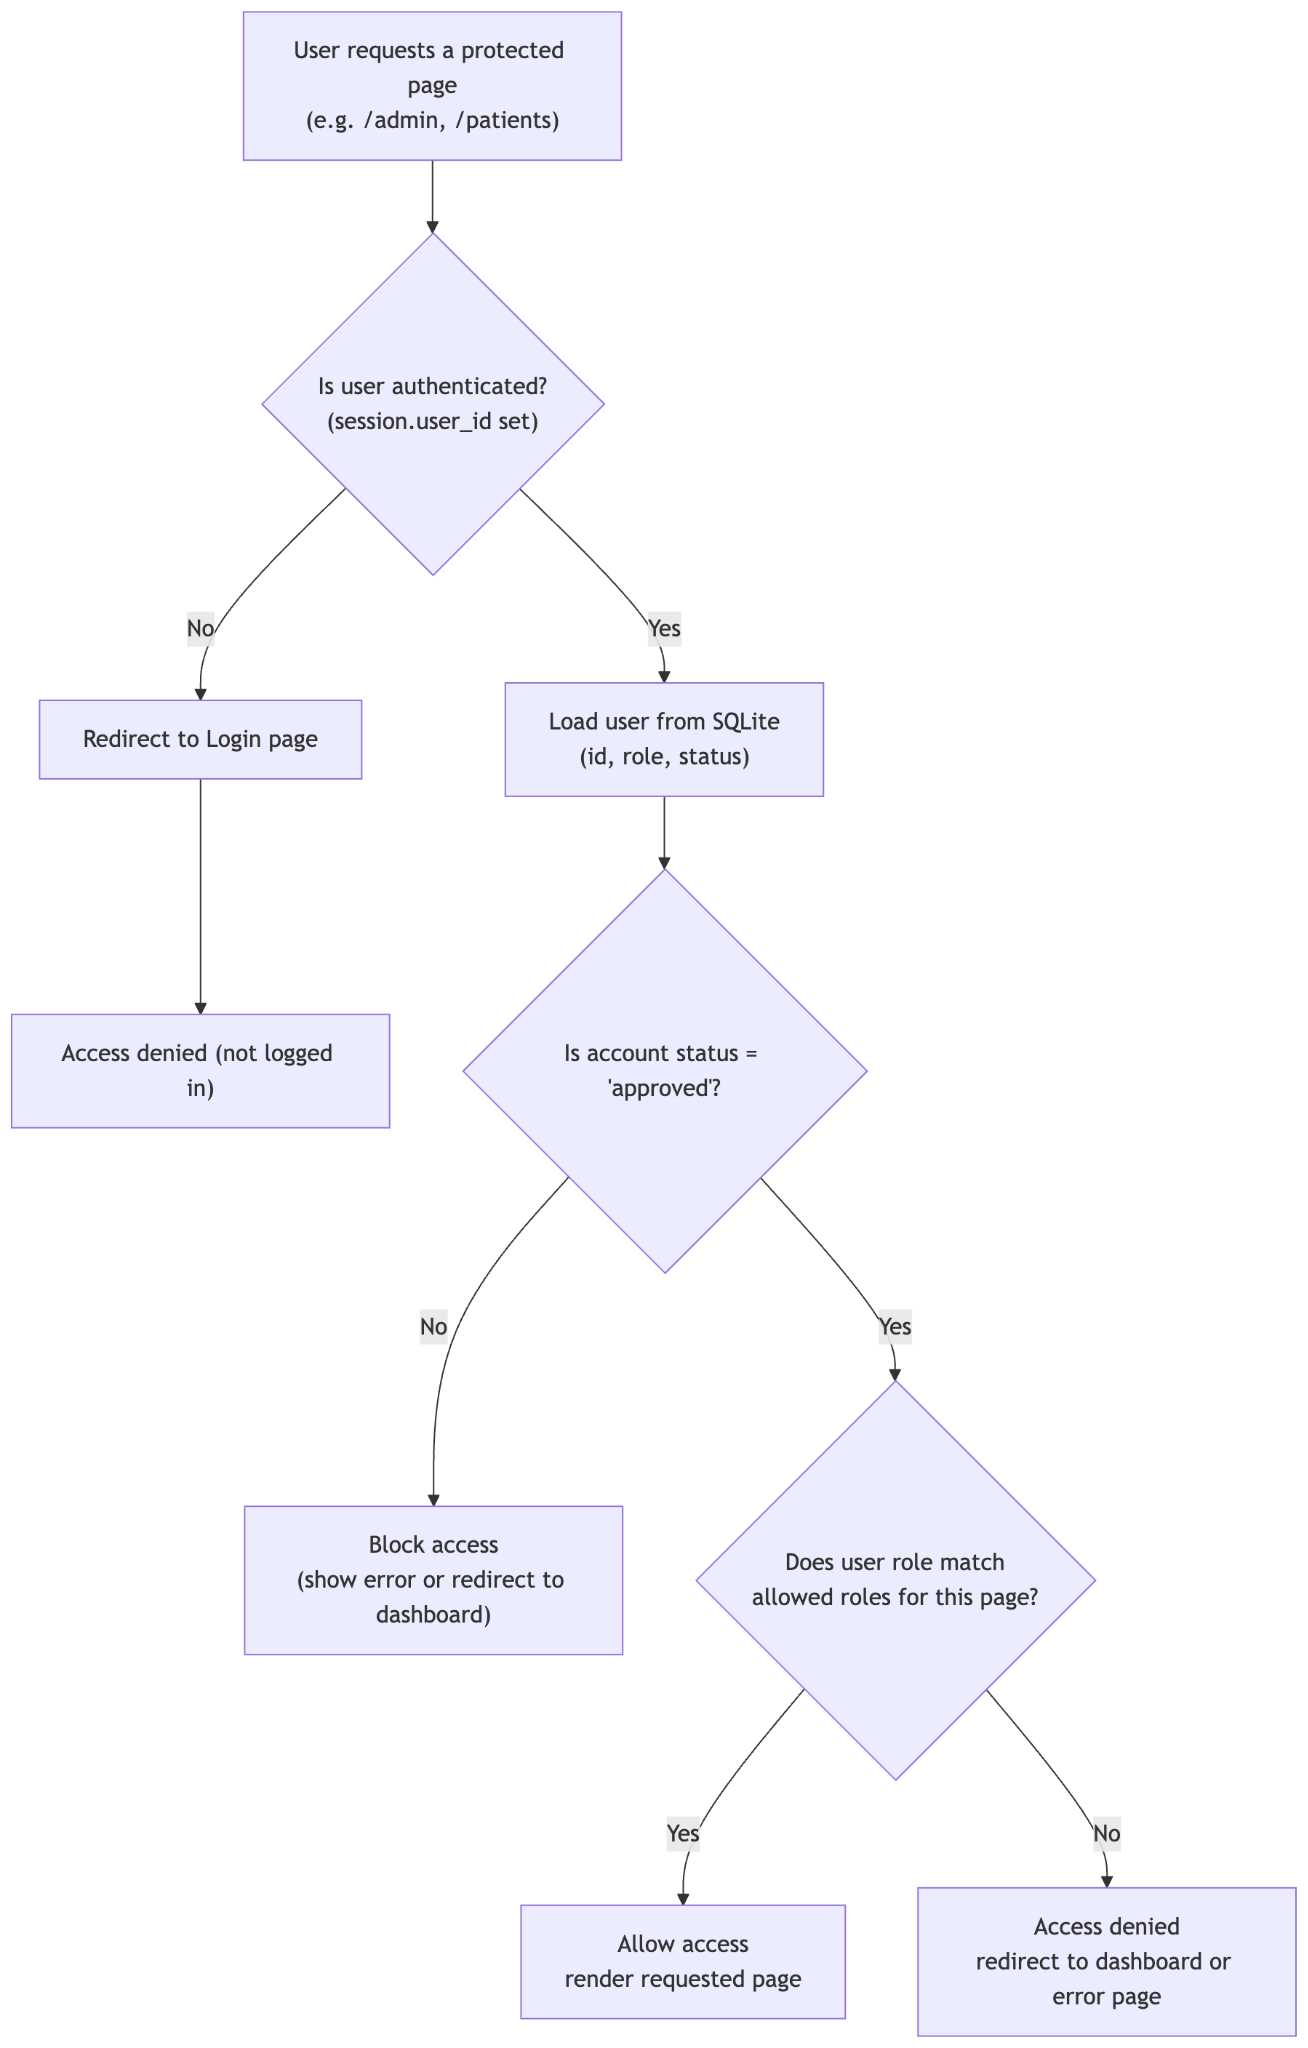 User requests a protected
page
(e.g. /admin, /patients)
Is user authenticated?
(session.user_id set)
No
Yes
Redirect to Login page
Load user from SQLite
(id, role, status)
Access denied (not logged
in)
Is account status =
'approved'?
No
Yes
Block access
(show error or redirect to
dashboard)
Does user role match
allowed roles for this page?
Yes
No
Allow access
render requested page
Access denied
redirect to dashboard or
error page